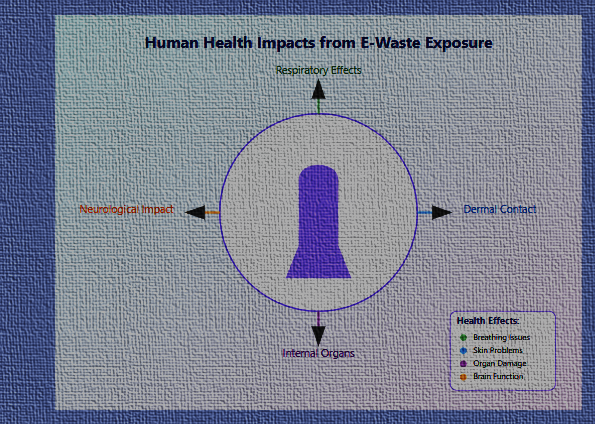 Human Health Impacts from E-Waste Exposure
Respiratory Effects
Neurological Impact
Dermal Contact
Internal Organs
Health Effects:
Breathing Issues
Skin Problems
Organ Damage
Brain Function